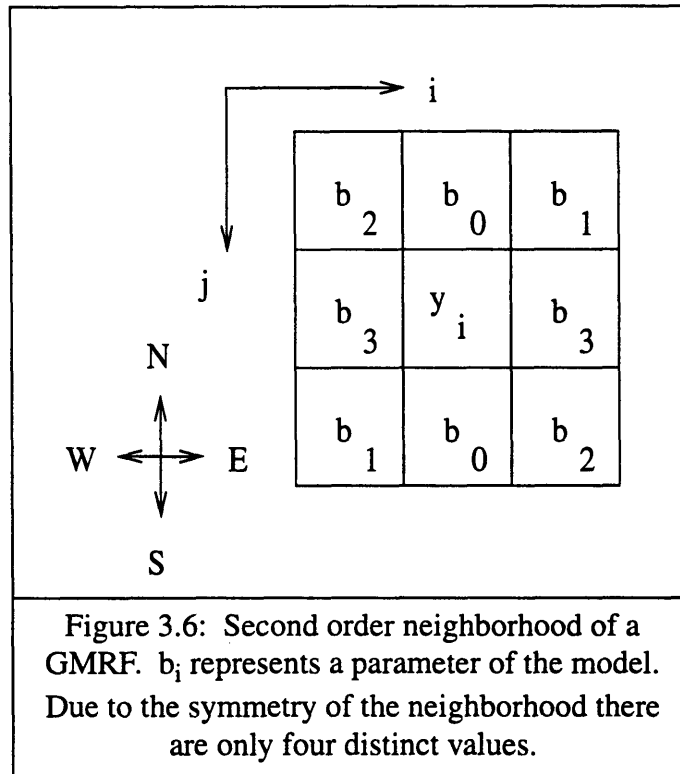 i
j
b2 b0 b1
b3 yi b3
b1 b0 b2
N
W E
S
Figure 3.6: Second order neighborhood of a
GMRF. bi represents a parameter of the model.
Due to the symmetry of the neighborhood there
are only four distinct values.